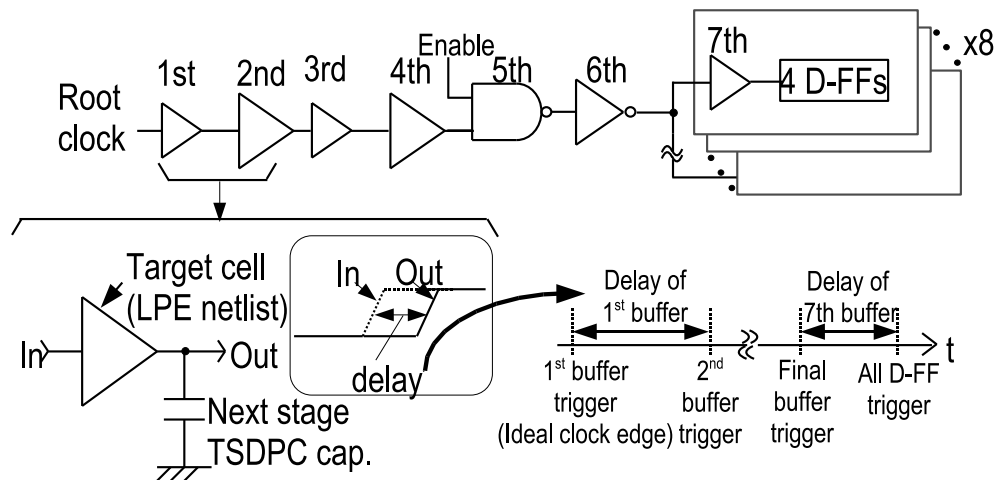 Root
clock
1st
2nd
3rd
4th
Enable
5th
6th
7th
4 D-FFs
x8
Target cell
(LPE netlist)
In
Out
Next stage
TSDPC cap.
In
Out
delay
Delay of
1st buffer
Delay of
7th buffer
t
1st buffer
trigger
(Ideal clock edge)
2nd
buffer
trigger
Final
buffer
trigger
All D-FF
trigger